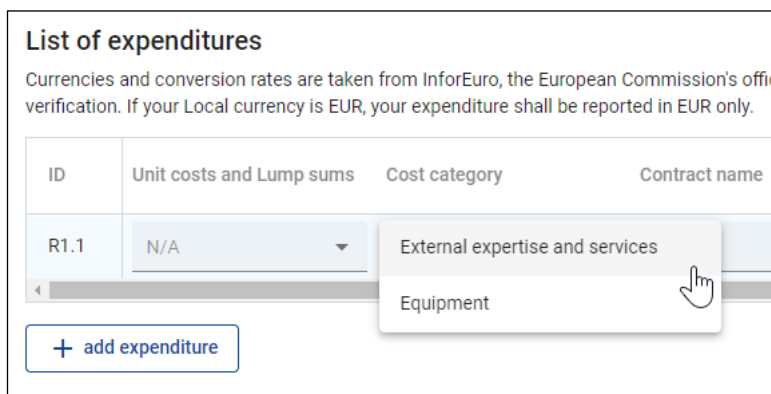 List of expenditures
Currencies and conversion rates are taken from InforEuro, the European Commission's offic
verification. If your Local currency is EUR, your expenditure shall be reported in EUR only.
ID Unit costs and Lump sums Cost category Contract name
R1.1 N/A External expertise and services
Equipment
+ add expenditure